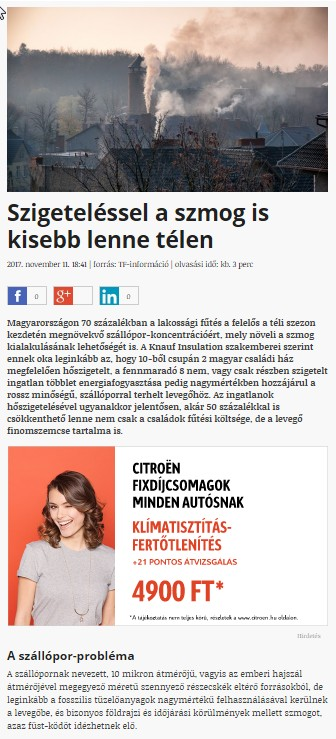 Szigeteléssel a szmog is
kisebb lenne télen
2017. november 11. 18:41 | forrás: TF-információ | olvasási idő: kb. 3 perc
f 0
g+
in 0
Magyarországon 70 százalékban a lakossági fűtés a felelős a téli szezon
kezdetén megnövekvő szállópor-koncentrációért, mely növeli a szmog
kialakulásának lehetőségét is. A Knauf Insulation szakemberei szerint
ennek oka leginkább az, hogy 10-ből csupán 2 magyar családi ház
megfelelően hőszigetelt, a fennmaradó 8 nem, vagy csak részben szigetelt
ingatlan többlet energiafogyasztása pedig nagymértékben hozzájárul a
rossz minőségű, szállóporral terhelt levegőhöz. Az ingatlanok
hőszigetelésével ugyanakkor jelentősen, akár 50 százalékkal is
csökkenthető lenne nem csak a családok fűtési költsége, de a levegő
finomszemcse tartalma is.
CITROËN
FIXDÍJCSOMAGOK
MINDEN AUTÓSNAK
KLÍMATISZTÍTÁS-
FERTŐTLENÍTÉS
+21 PONTOS ÁTVIZSGÁLÁS
4900 FT*
*A tájékoztatás nem teljes körű, részletek a www.citroen.hu oldalon.
Hirdetés
A szállópor-probléma
A szállópornak nevezett, 10 mikron átmérőjű, vagyis az emberi hajszál
átmérőjével megegyező méretű szennyező részecskék eltérő forrásokból, de
leginkább a fosszilis tüzelőanyagok nagymértékű felhasználásával kerülnek
a levegőbe, és bizonyos földrajzi és időjárási körülmények mellett szmogot,
azaz füst-ködöt idézhetnek elő.